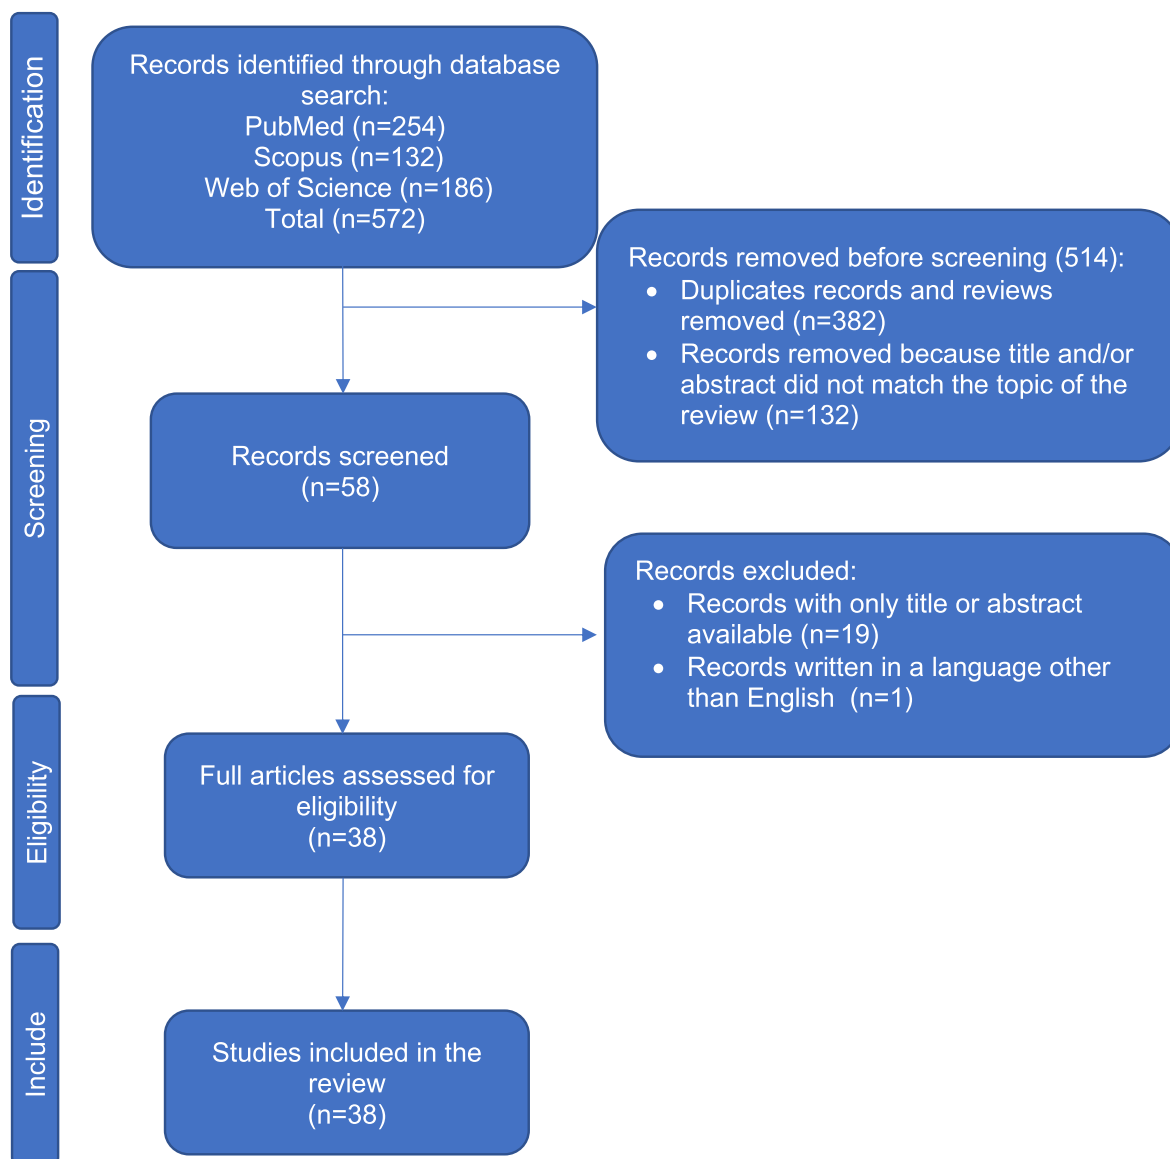 Identification
Records identified through database
search:
PubMed (n=254)
Scopus (n=132)
Web of Science (n=186)
Total (n=572)
Records removed before screening (514):
• Duplicates records and reviews
removed (n=382)
• Records removed because title and/or
abstract did not match the topic of the
review (n=132)
Screening
Records screened
(n=58)
Records excluded:
• Records with only title or abstract
available (n=19)
• Records written in a language other
than English  (n=1)
Eligibility
Full articles assessed for
eligibility
(n=38)
Include
Studies included in the
review
(n=38)